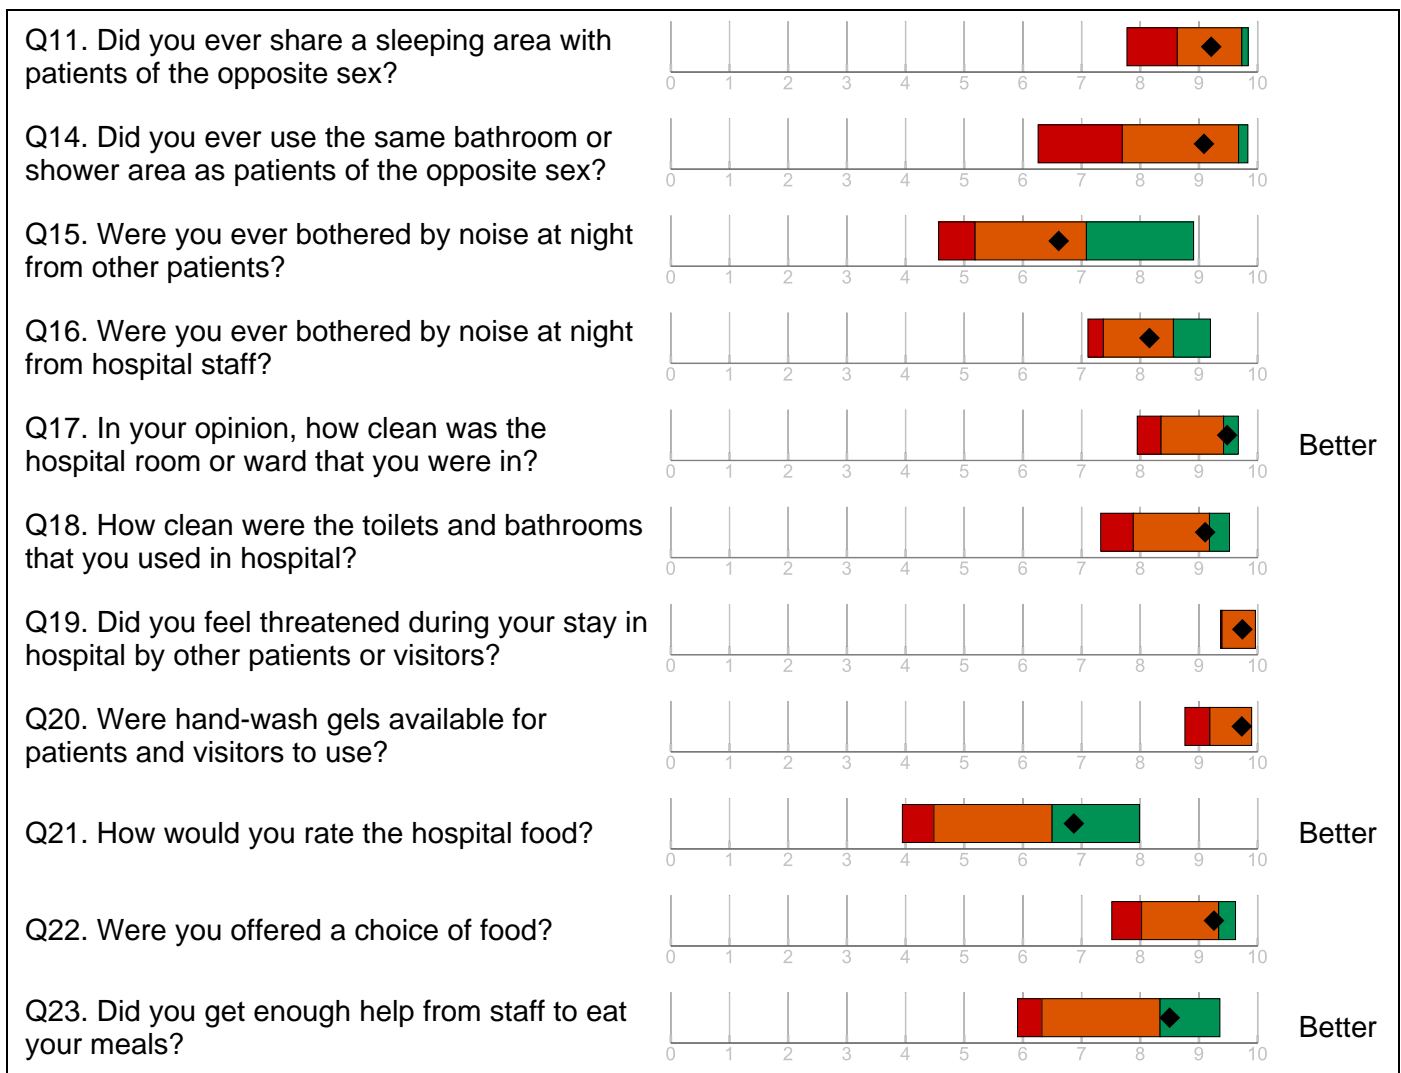 Q11. Did you ever share a sleeping area with
patients of the opposite sex?
0 1 2 3 4 5 6 7 8 9 10
Q14. Did you ever use the same bathroom or
shower area as patients of the opposite sex?
0 1 2 3 4 5 6 7 8 9 10
Q15. Were you ever bothered by noise at night
from other patients?
0 1 2 3 4 5 6 7 8 9 10
Q16. Were you ever bothered by noise at night
from hospital staff?
0 1 2 3 4 5 6 7 8 9 10
Q17. In your opinion, how clean was the
hospital room or ward that you were in?
Better
0 1 2 3 4 5 6 7 8 9 10
Q18. How clean were the toilets and bathrooms
that you used in hospital?
0 1 2 3 4 5 6 7 8 9 10
Q19. Did you feel threatened during your stay in
hospital by other patients or visitors?
0 1 2 3 4 5 6 7 8 9 10
Q20. Were hand-wash gels available for
patients and visitors to use?
0 1 2 3 4 5 6 7 8 9 10
Q21. How would you rate the hospital food?
Better
0 1 2 3 4 5 6 7 8 9 10
Q22. Were you offered a choice of food?
0 1 2 3 4 5 6 7 8 9 10
Q23. Did you get enough help from staff to eat
your meals?
Better
0 1 2 3 4 5 6 7 8 9 10